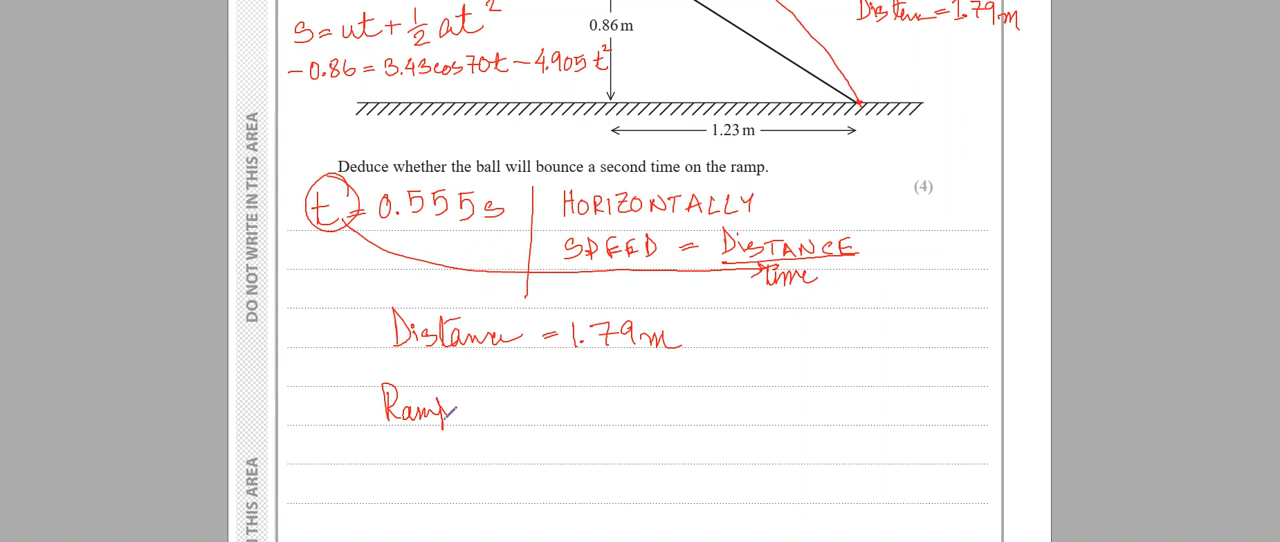 S = ut + 1/2 at²
Distance = 1.79m
0.86 m
-0.86 = 3.43cos70t - 4.905t²
1.23 m
Deduce whether the ball will bounce a second time on the ramp.
(4)
t = 0.555s
HORIZONTALLY
SPEED = DISTANCE
time
Distance = 1.79m
Ramp
DO NOT WRITE IN THIS AREA
THIS AREA